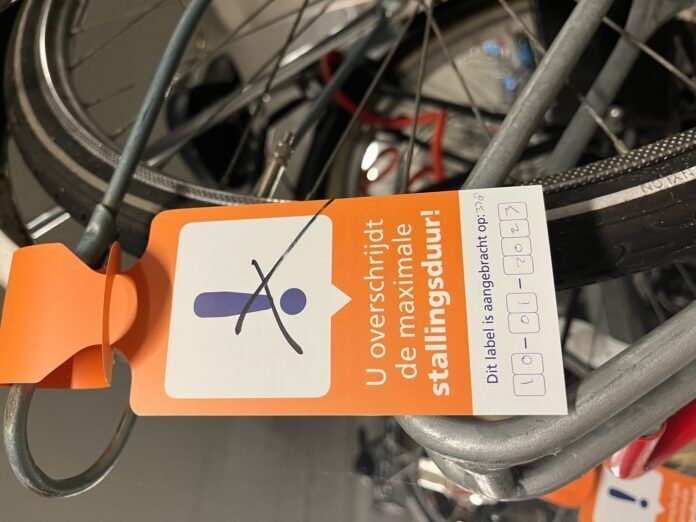 U overschrijdt
de maximale
stallingsduur!
Dit label is aangebracht op:
10-01-2023